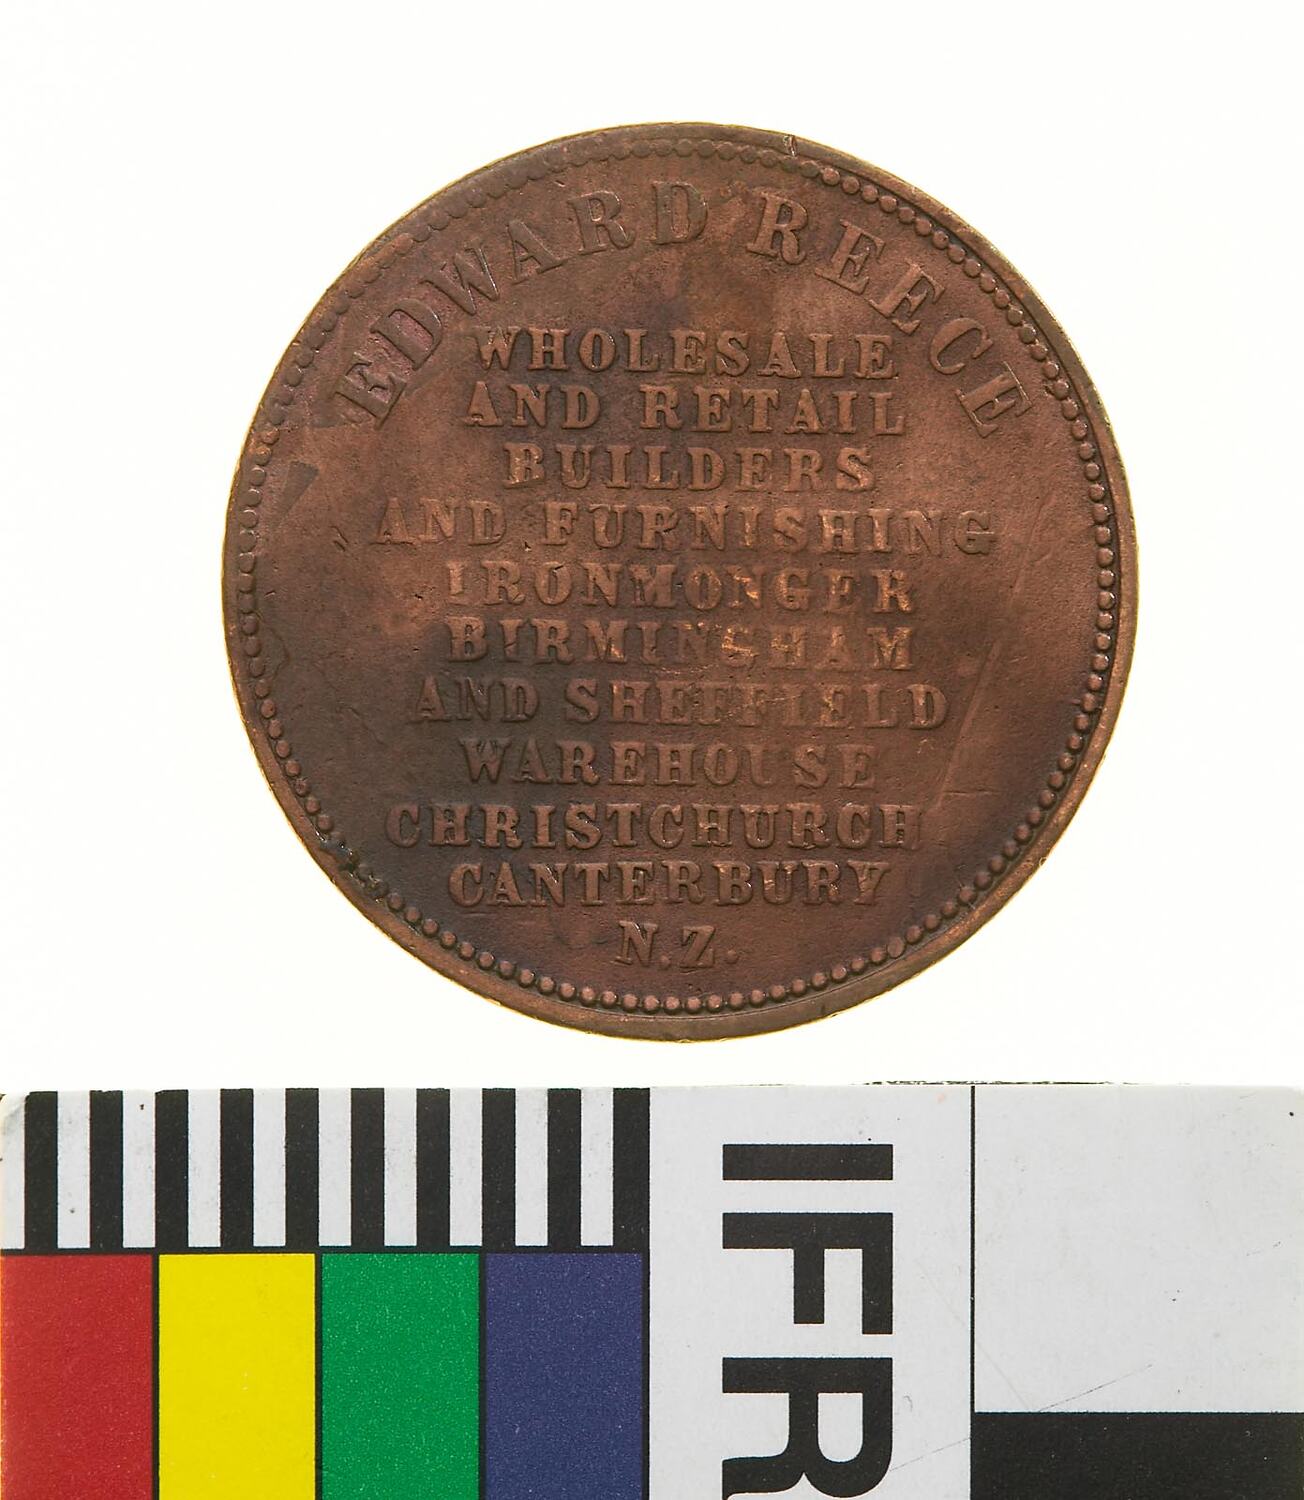 EDWARD REECE
WHOLESALE
AND RETAIL
BUILDERS
AND FURNISHING
IRONMONGER
BIRMINGHAM
AND SHEFFIELD
WAREHOUSE
CHRISTCHURCH
CANTERBURY
N.Z.
IFR